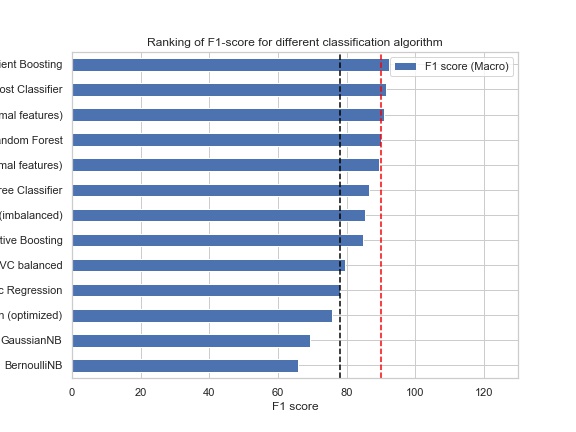 Ranking of F1-score for different classification algorithm
ient Boosting
ost Classifier
mal features)
ndom Forest
mal features)
ree Classifier
(imbalanced)
tive Boosting
VC balanced
c Regression
n (optimized)
GaussianNB
BernoulliNB
F1 score (Macro)
0 20 40 60 80 100 120
F1 score